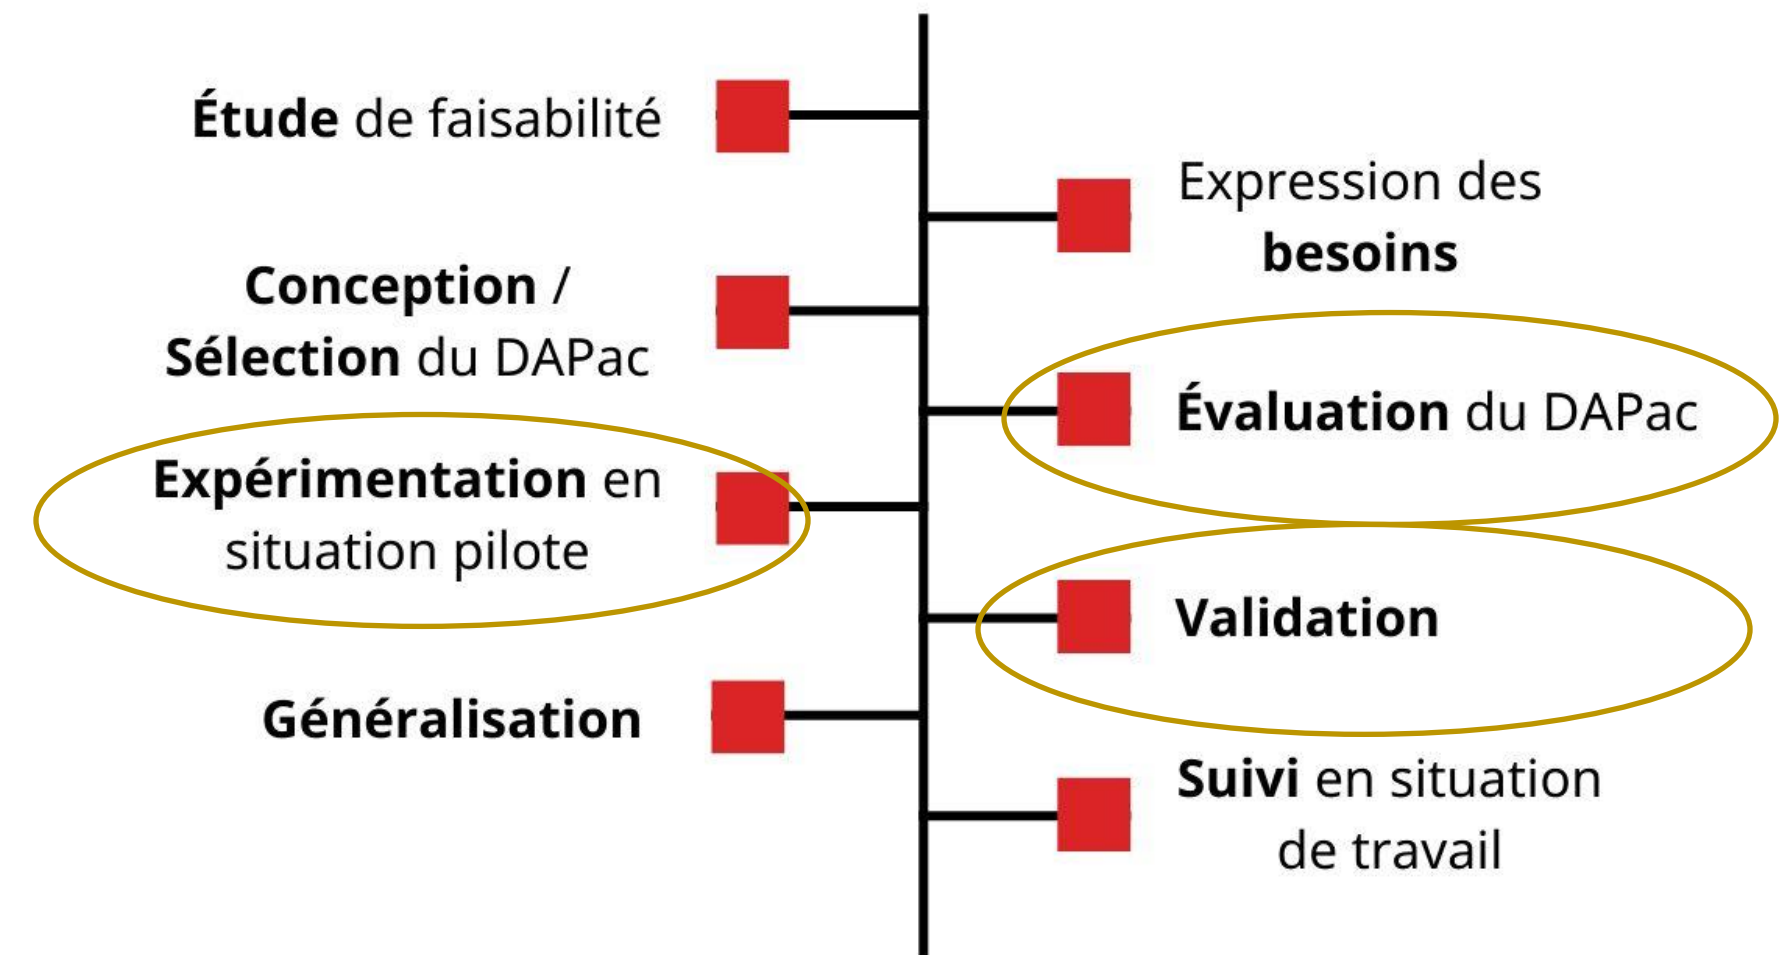 Étude de faisabilité
Expression des
besoins
Conception /
Sélection du DAPac
Évaluation du DAPac
Expérimentation en
situation pilote
Validation
Généralisation
Suivi en situation
de travail